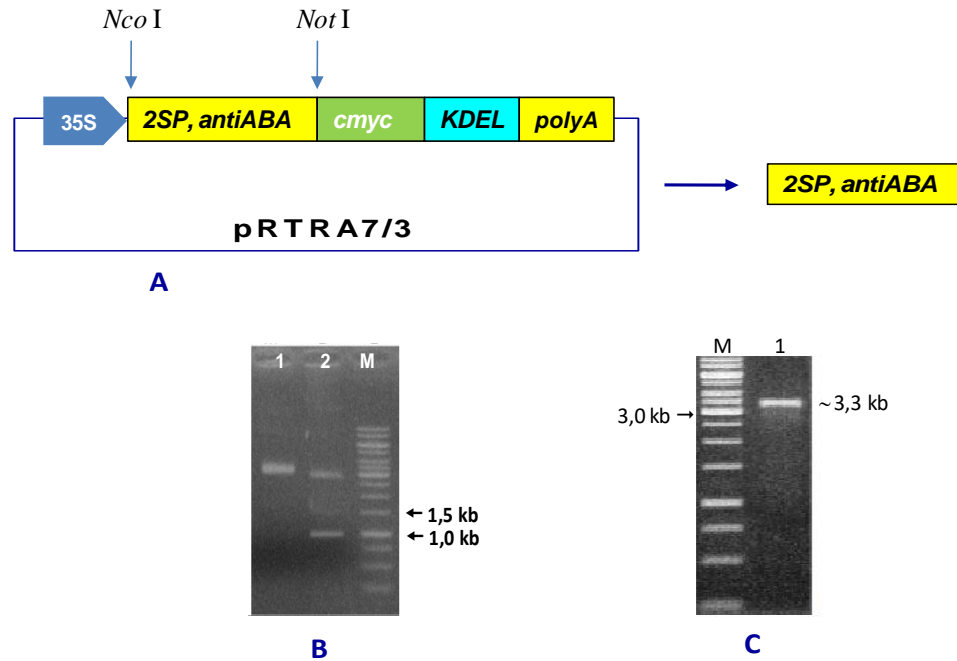 Nco I Not I
35S 2SP, antiABA cmyc KDEL polyA
2SP, antiABA
pRTRA7/3
A
1 2 M
1,5 kb
1,0 kb
B
M 1
3,0 kb
~3,3 kb
C